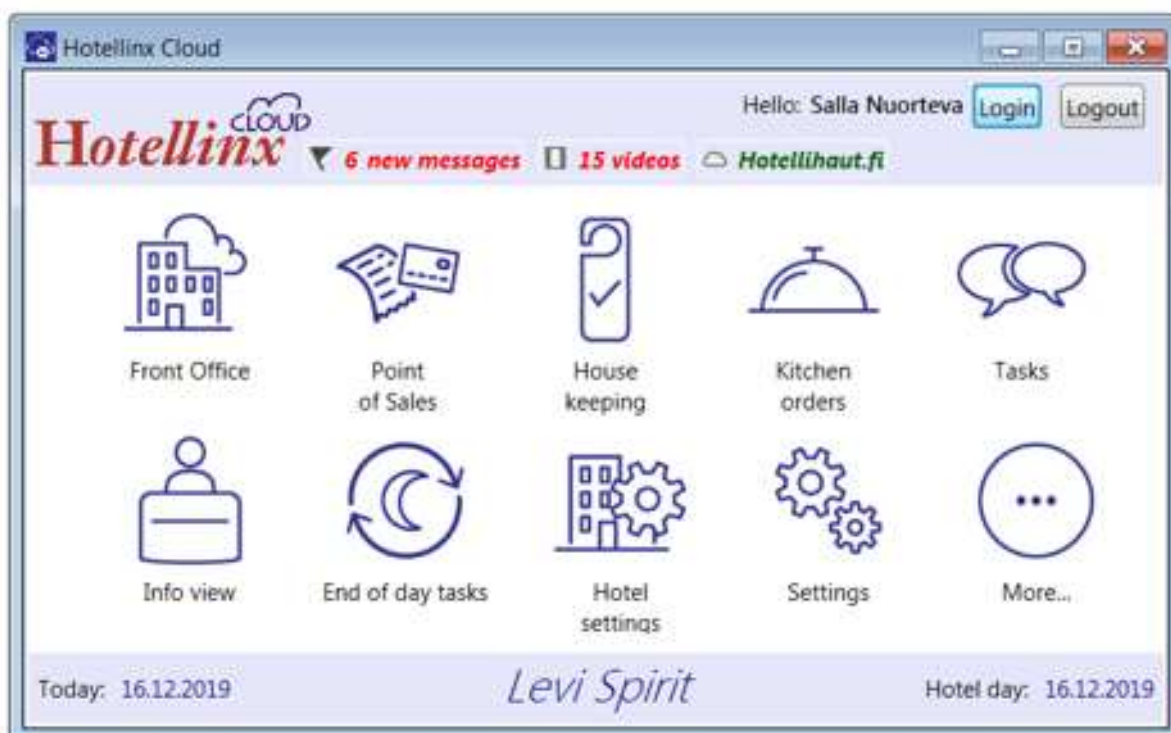 Hotellinx Cloud
Hello: Salla Nuorteva Login Logout
Hotellinx CLOUD
6 new messages 15 videos Hotellihaut.fi
Front Office
Point
of Sales
House
keeping
Kitchen
orders
Tasks
Info view
End of day tasks
Hotel
settings
Settings
More...
Today: 16.12.2019
Levi Spirit
Hotel day: 16.12.2019